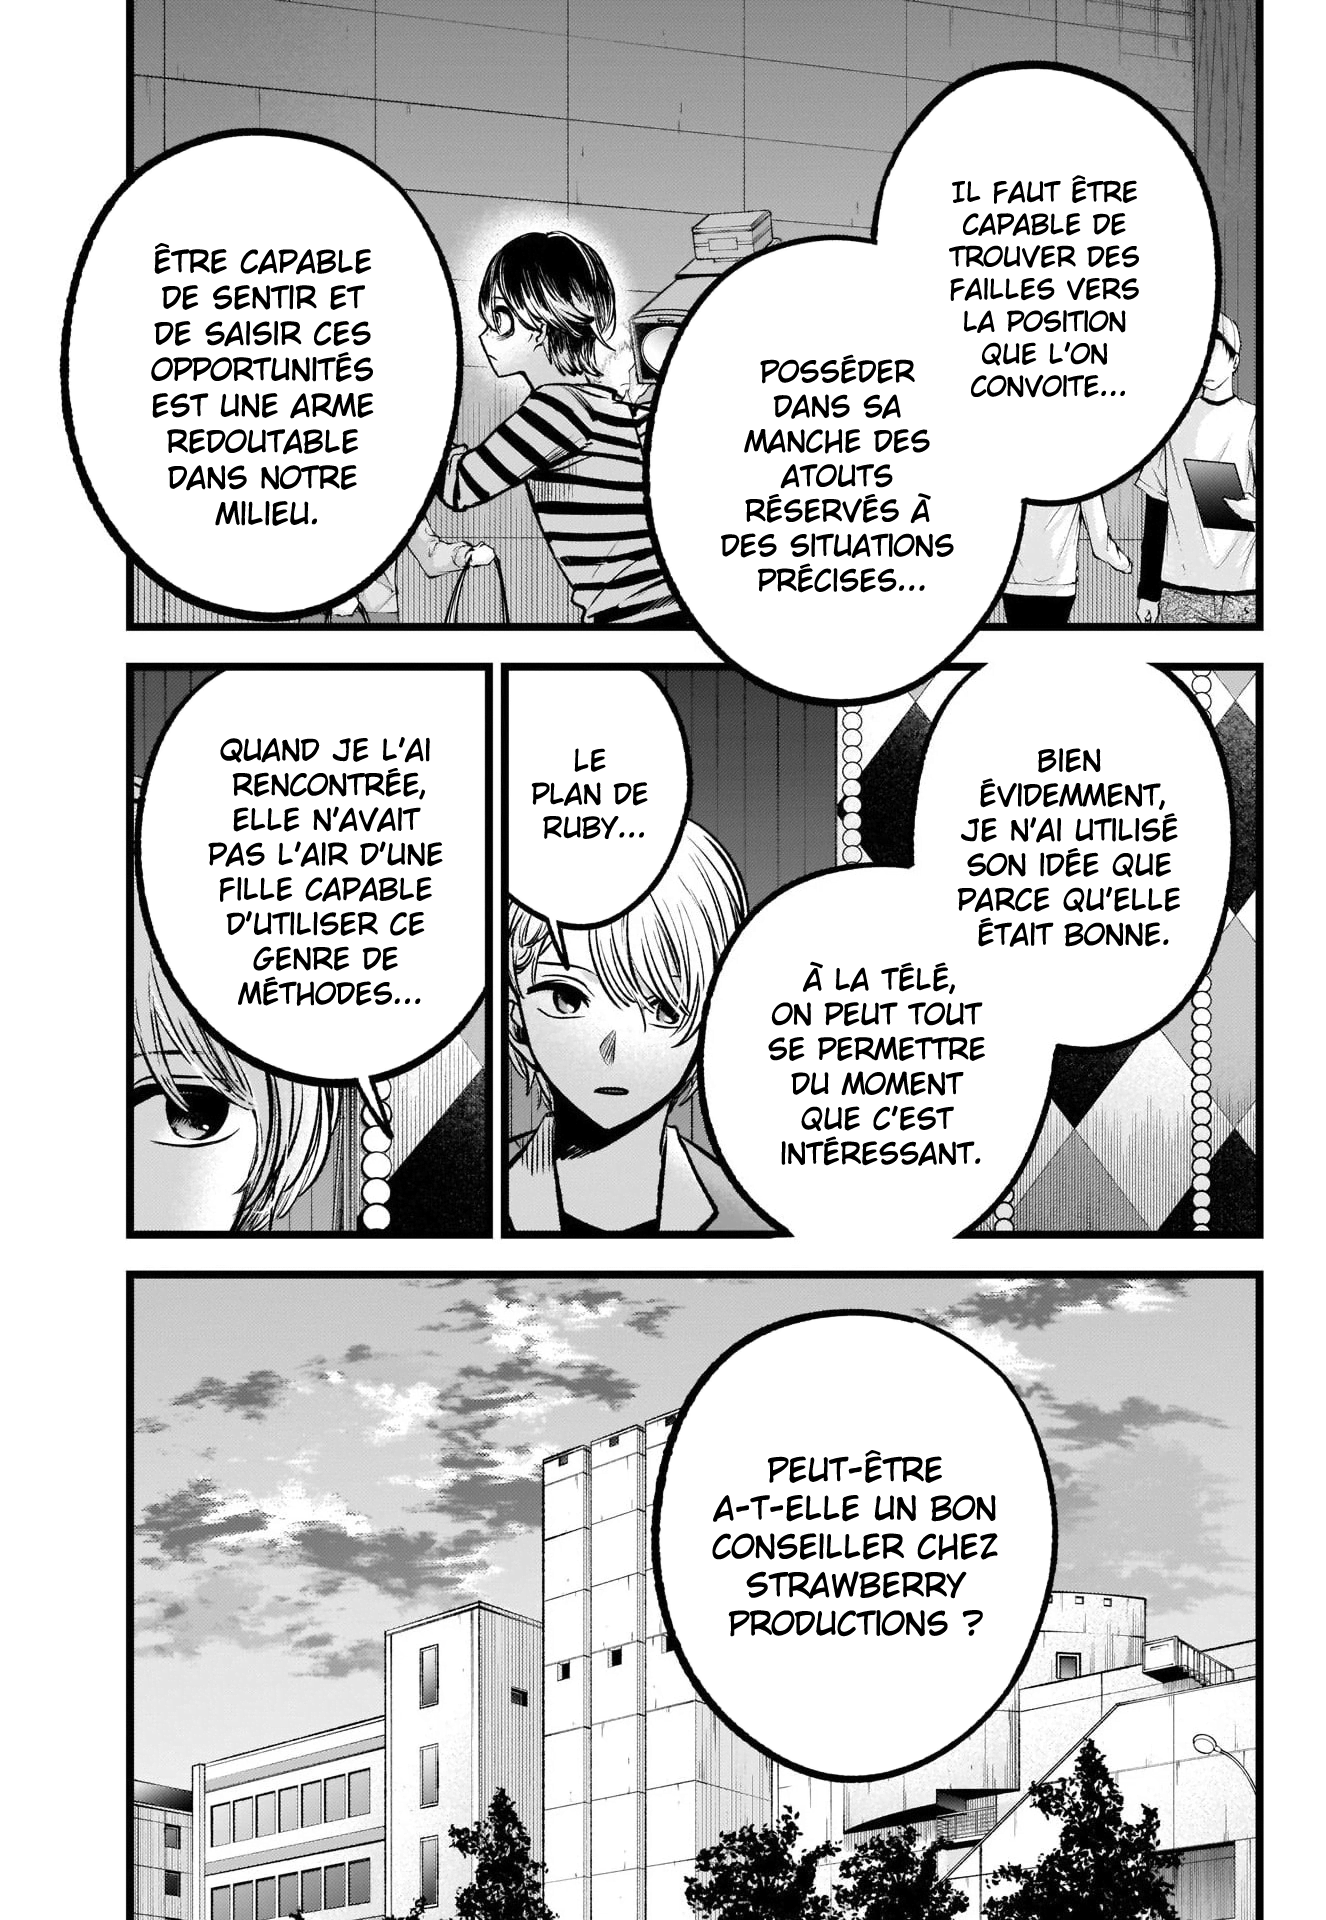 IL FAUT ÊTRE
CAPABLE DE
TROUVER DES
FAILLES VERS
LA POSITION
QUE L'ON
CONVOITE...
POSSÉDER
DANS SA
MANCHE DES
ATOUTS
RÉSERVÉS À
DES SITUATIONS
PRÉCISES...
ÊTRE CAPABLE
DE SENTIR ET
DE SAISIR CES
OPPORTUNITÉS
EST UNE ARME
REDOUTABLE
DANS NOTRE
MILIEU.
BIEN
ÉVIDEMMENT,
JE N'AI UTILISÉ
SON IDÉE QUE
PARCE QU'ELLE
ÉTAIT BONNE.
À LA TÉLÉ,
ON PEUT TOUT
SE PERMETTRE
DU MOMENT
QUE C'EST
INTÉRESSANT.
LE
PLAN DE
RUBY...
QUAND JE L'AI
RENCONTRÉE,
ELLE N'AVAIT
PAS L'AIR D'UNE
FILLE CAPABLE
D'UTILISER CE
GENRE DE
MÉTHODES...
PEUT-ÊTRE
A-T-ELLE UN BON
CONSEILLER CHEZ
STRAWBERRY
PRODUCTIONS ?